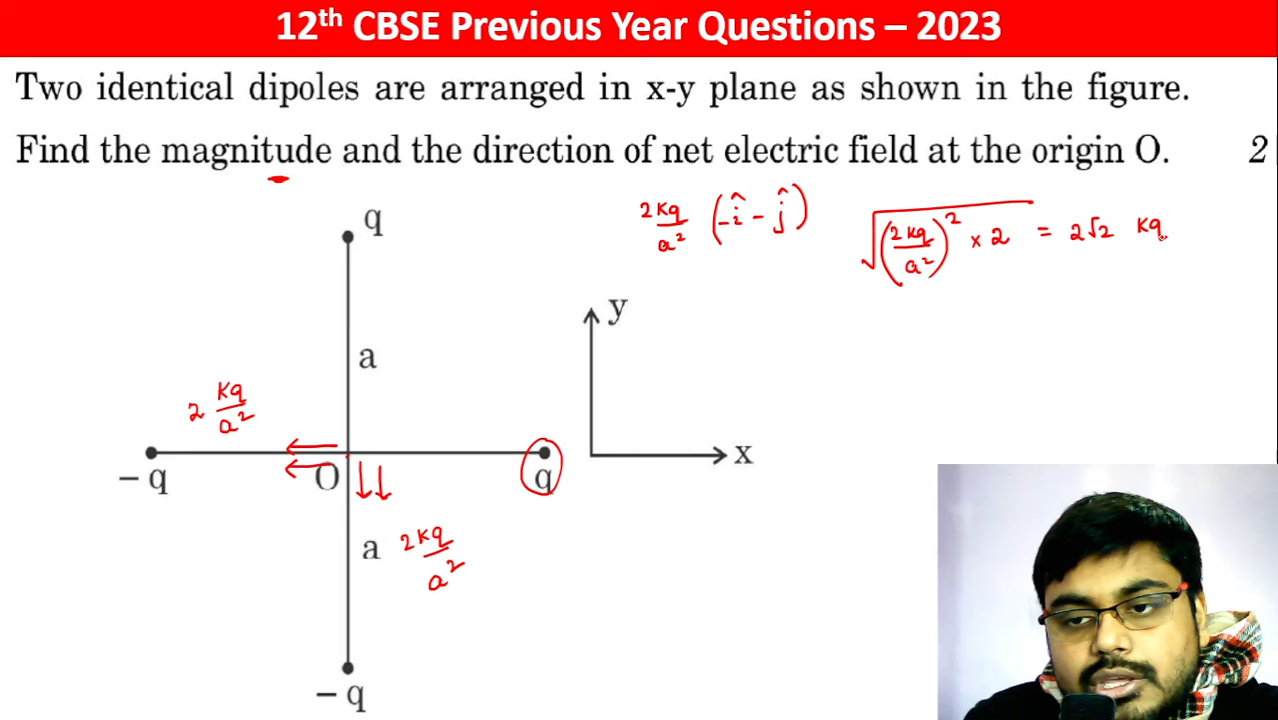 12th CBSE Previous Year Questions – 2023
Two identical dipoles are arranged in x-y plane as shown in the figure.
Find the magnitude and the direction of net electric field at the origin O. 2
2Kq/a² (-î - ĵ)
√((2Kq/a²)² × 2) = 2√2 Kq
q
y
a
2 Kq/a²
x
- q
O
q
a
2Kq/a²
- q